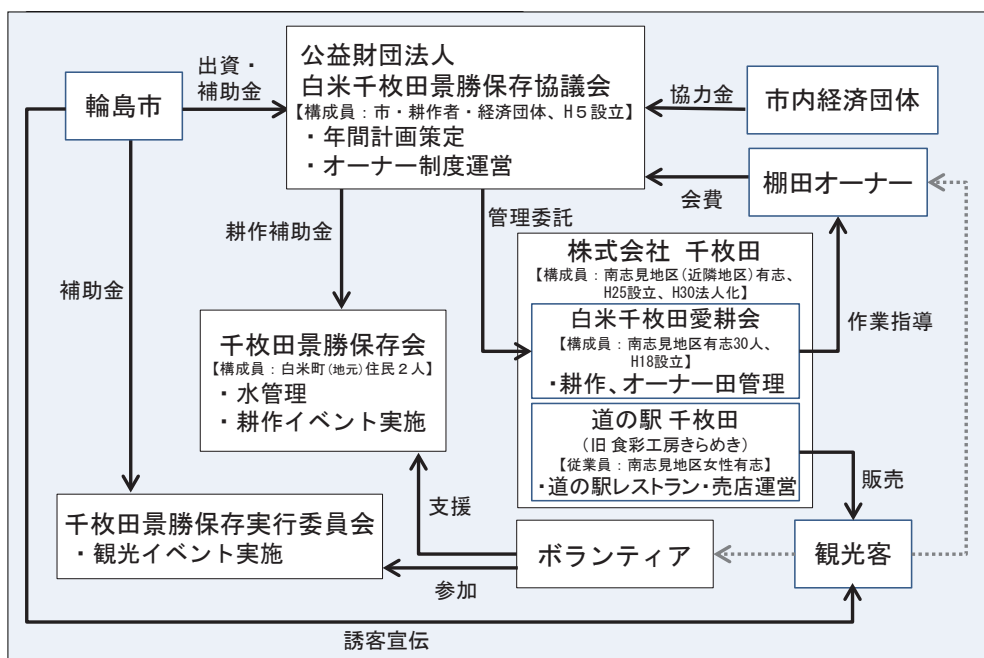 輪島市
出資・
補助金
公益財団法人
白米千枚田景勝保存協議会
【構成員：市・耕作者・経済団体、H5設立】
・年間計画策定
・オーナー制度運営
協力金
市内経済団体
会費
棚田オーナー
補助金
耕作補助金
管理委託
株式会社 千枚田
【構成員：南志見地区(近隣地区)有志、
H25設立、H30法人化】
白米千枚田愛耕会
【構成員：南志見地区有志30人、
H18設立】
・耕作、オーナー田管理
作業指導
千枚田景勝保存会
【構成員：白米町(地元)住民２人】
・水管理
・耕作イベント実施
道の駅 千枚田
(旧 食彩工房きらめき)
【従業員：南志見地区女性有志】
・道の駅レストラン・売店運営
販売
千枚田景勝保存実行委員会
・観光イベント実施
支援
参加
ボランティア
観光客
誘客宣伝